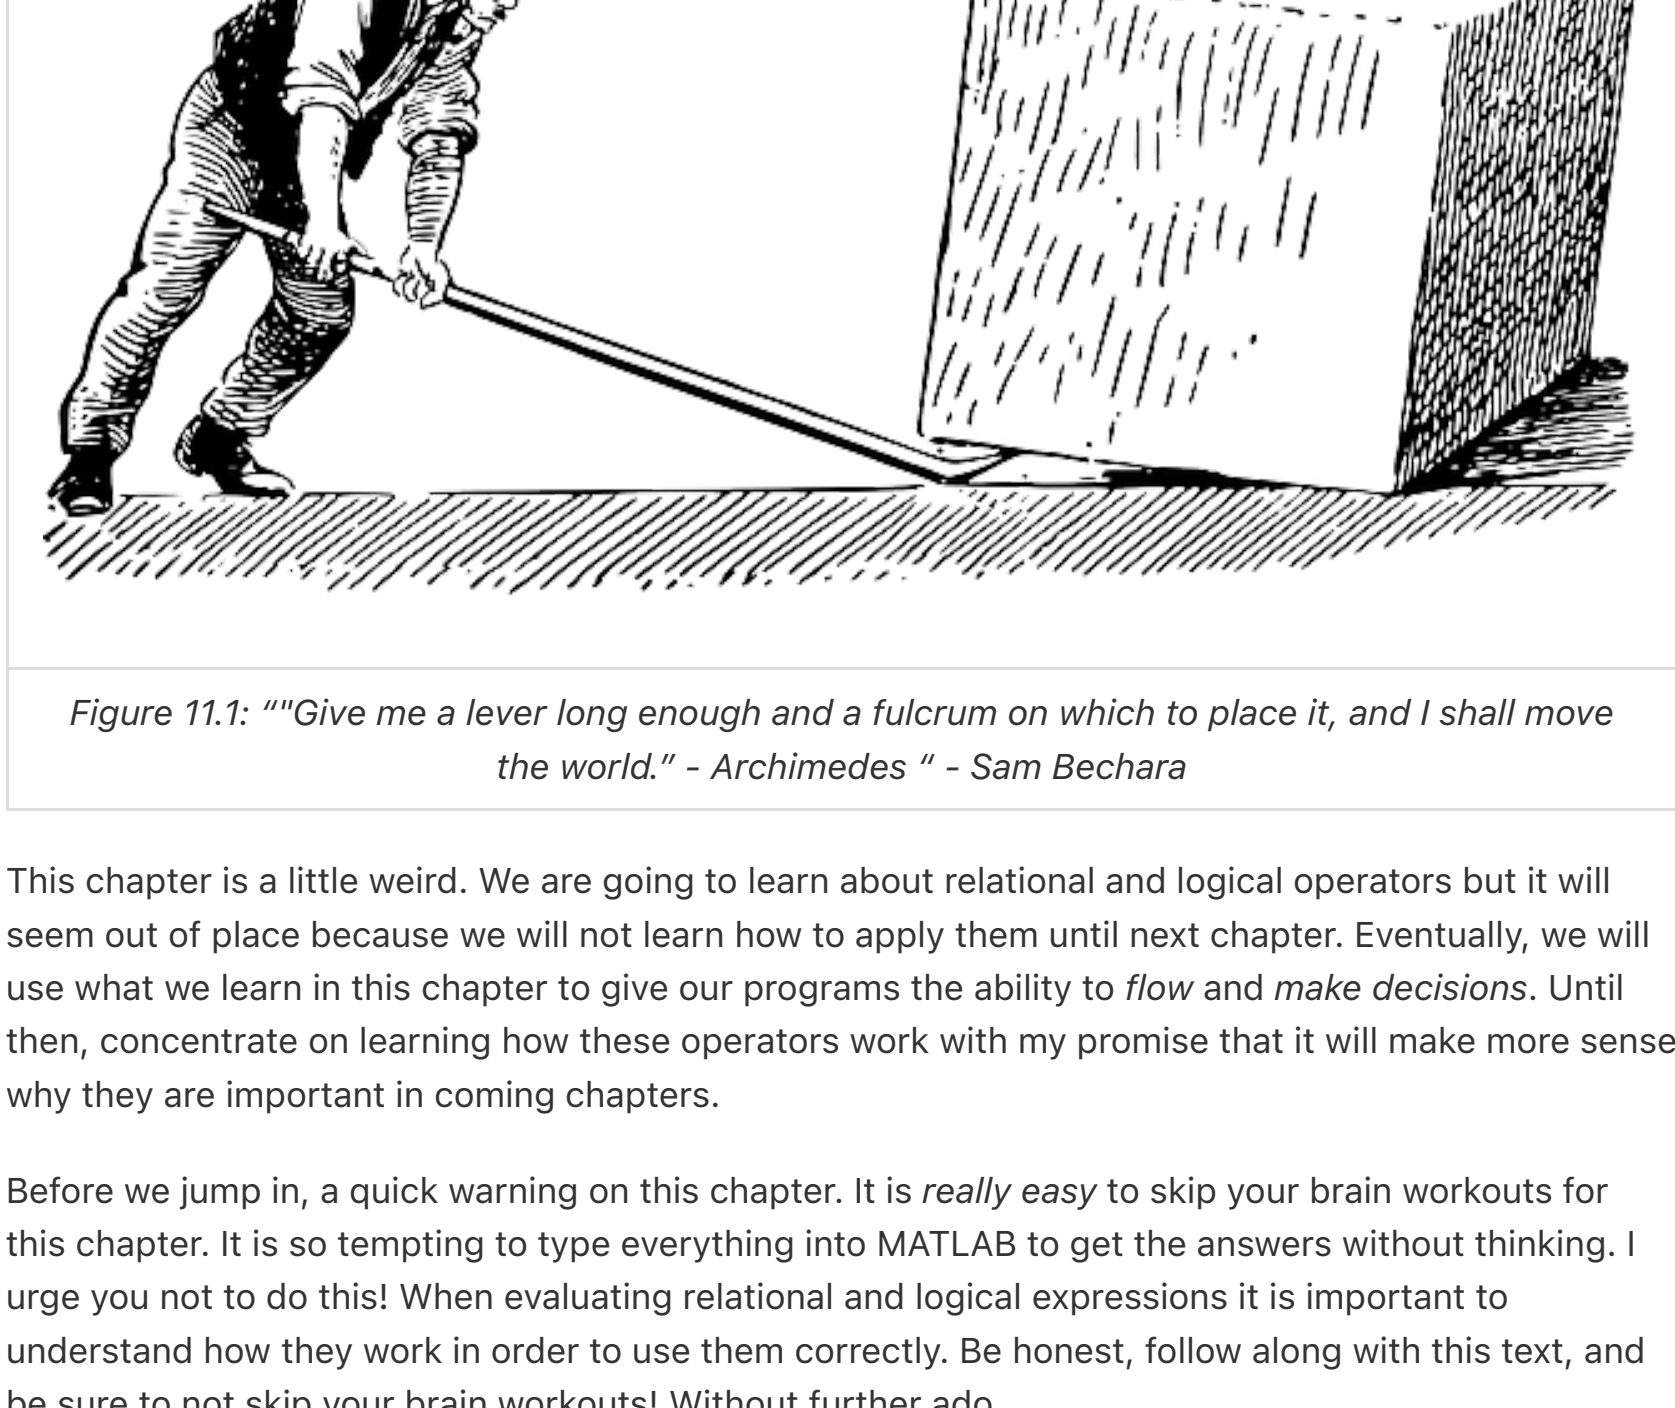 Figure 11.1: “"Give me a lever long enough and a fulcrum on which to place it, and I shall move
the world.” - Archimedes “ - Sam Bechara
This chapter is a little weird. We are going to learn about relational and logical operators but it will
seem out of place because we will not learn how to apply them until next chapter. Eventually, we will
use what we learn in this chapter to give our programs the ability to flow and make decisions. Until
then, concentrate on learning how these operators work with my promise that it will make more sense
why they are important in coming chapters.
Before we jump in, a quick warning on this chapter. It is really easy to skip your brain workouts for
this chapter. It is so tempting to type everything into MATLAB to get the answers without thinking. I
urge you not to do this! When evaluating relational and logical expressions it is important to
understand how they work in order to use them correctly. Be honest, follow along with this text, and
be sure to not skip your brain workouts! Without further ado